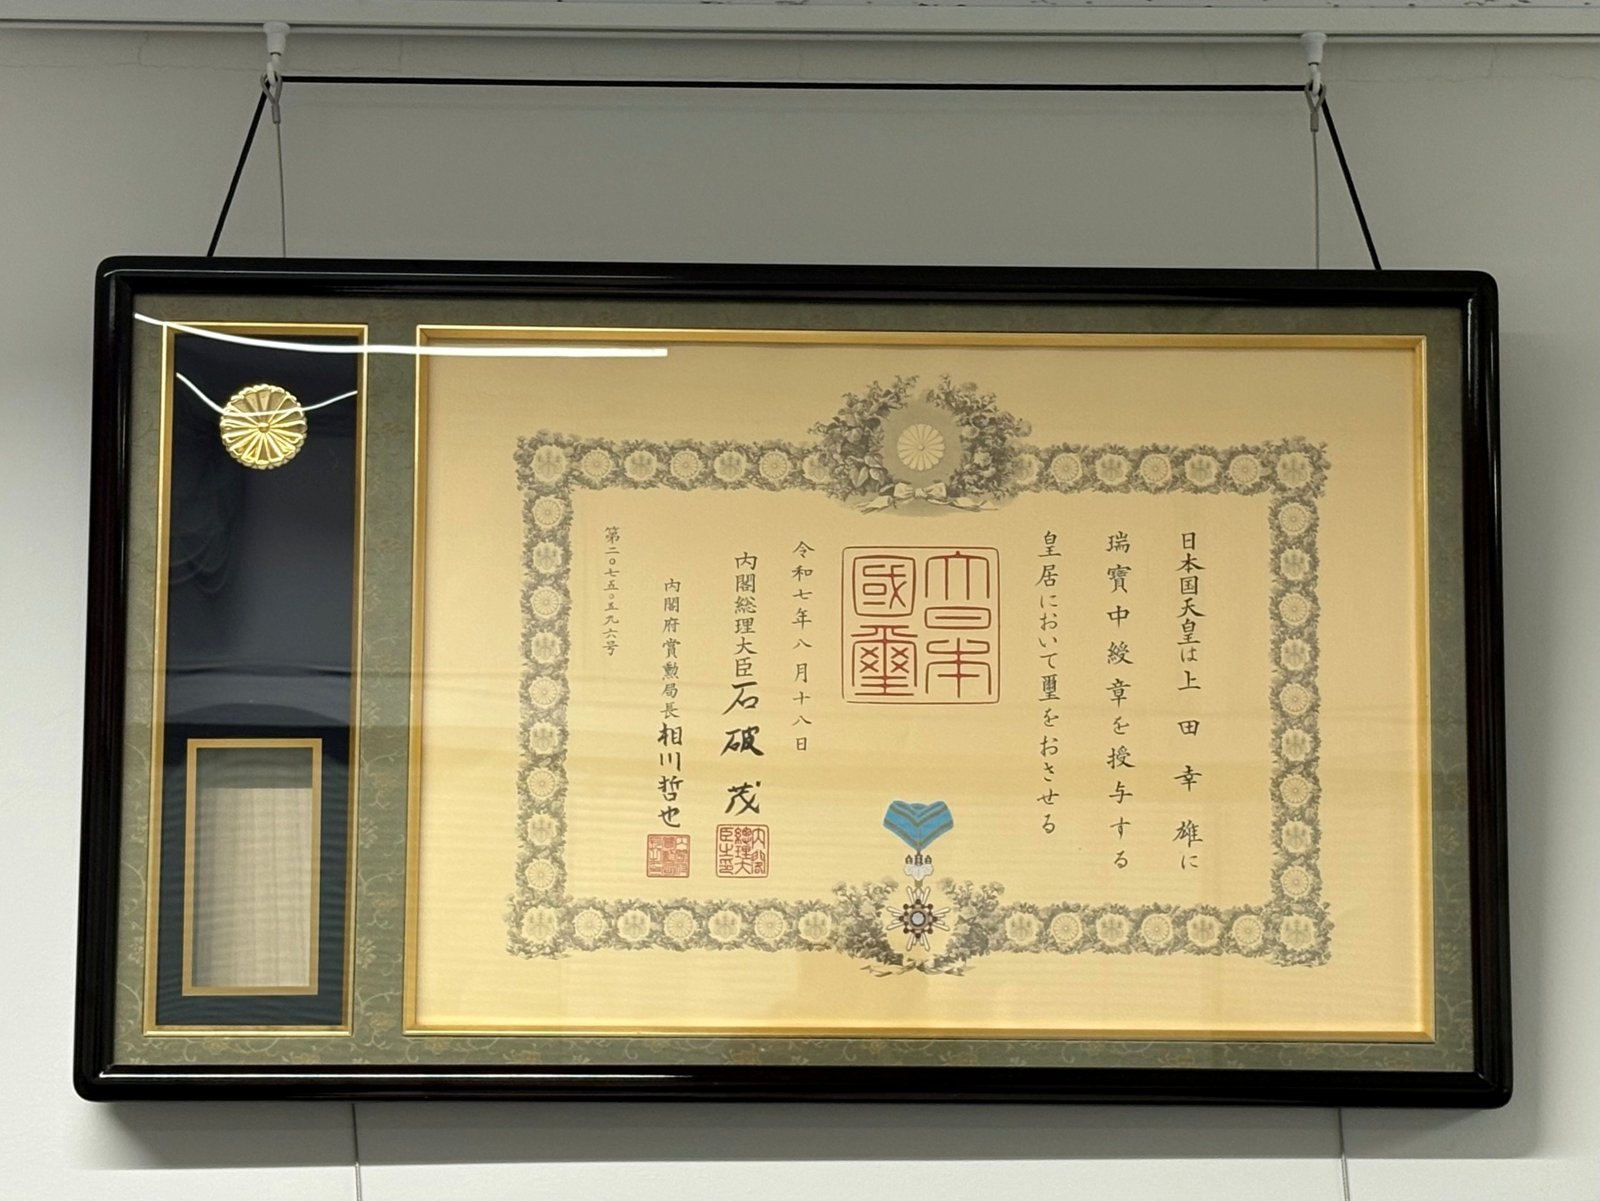 日本国天皇は上田幸雄に
瑞寶中綬章を授与する
皇居において璽をおさせる
大日本
國璽
令和七年八月十八日
内閣総理大臣石破茂
内閣総理大臣之印
内閣府賞勲局長相川哲也
第二〇七五〇五九六号